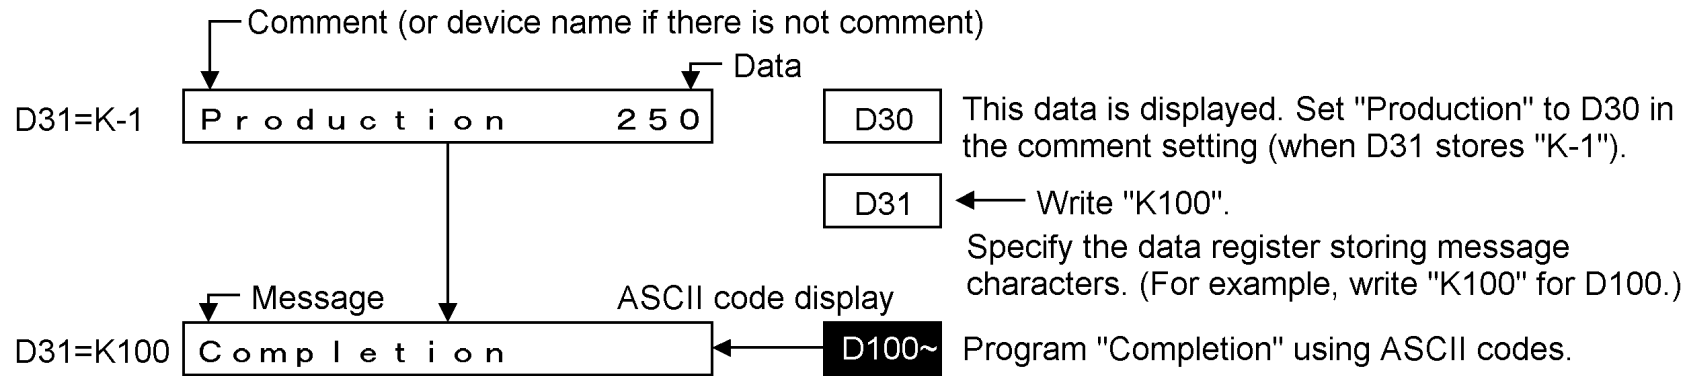 Comment (or device name if there is not comment)
Data
D31=K-1 Production 250 D30 This data is displayed. Set "Production" to D30 in
the comment setting (when D31 stores "K-1").
D31 Write "K100".
Specify the data register storing message
characters. (For example, write "K100" for D100.)
Message ASCII code display
D31=K100 Completion D100~ Program "Completion" using ASCII codes.